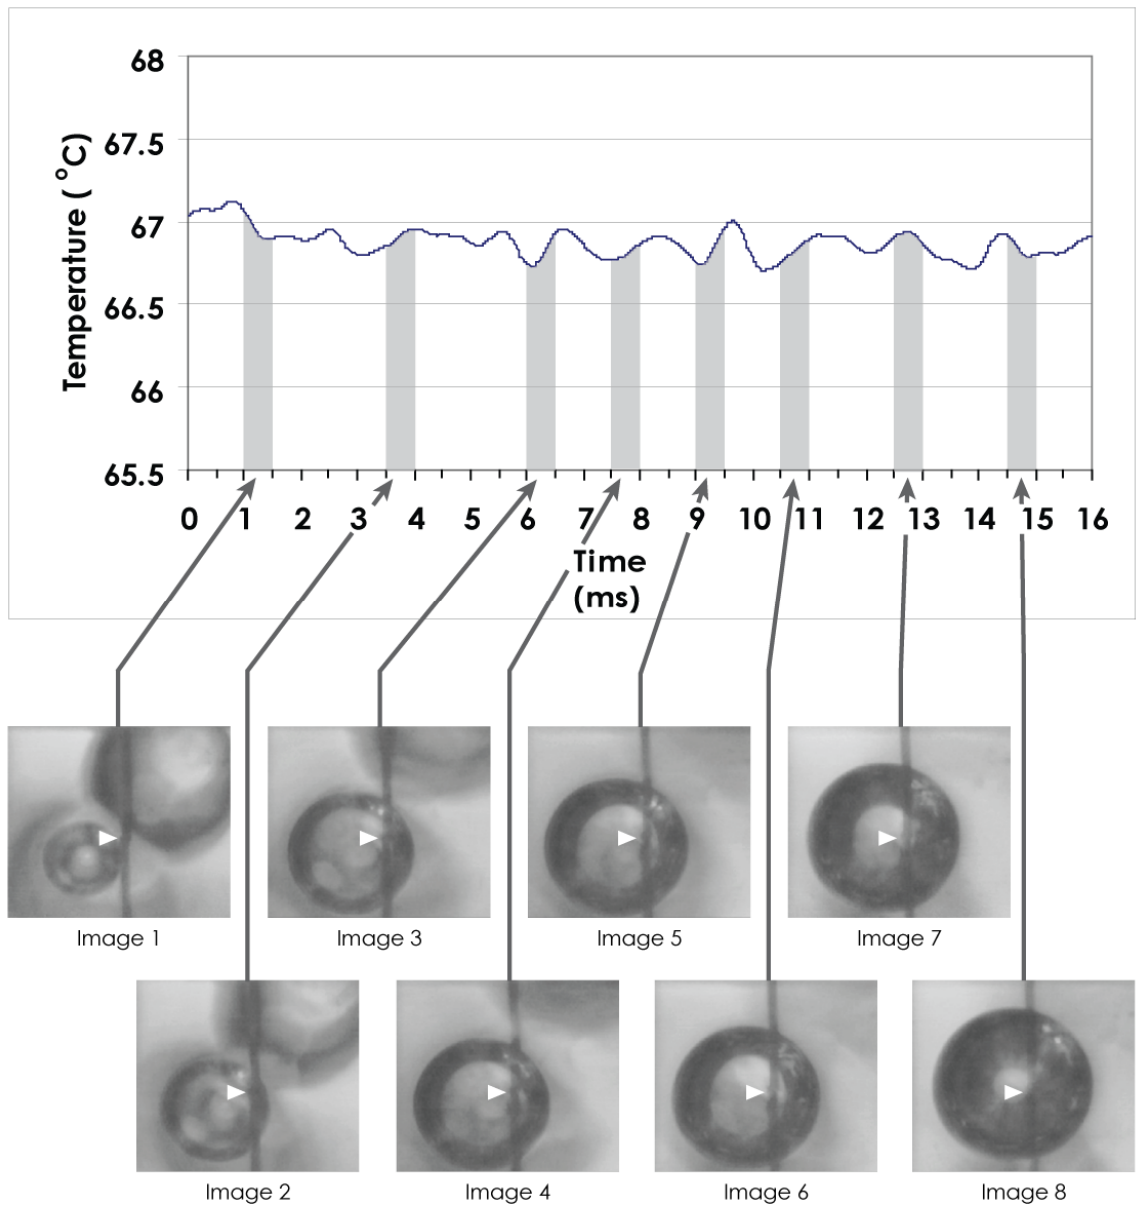 68
67.5
67
66.5
66
65.5
Temperature (°C)
0 1 2 3 4 5 6 7 8 9 10 11 12 13 14 15 16
Time
(ms)
Image 1
Image 3
Image 5
Image 7
Image 2
Image 4
Image 6
Image 8